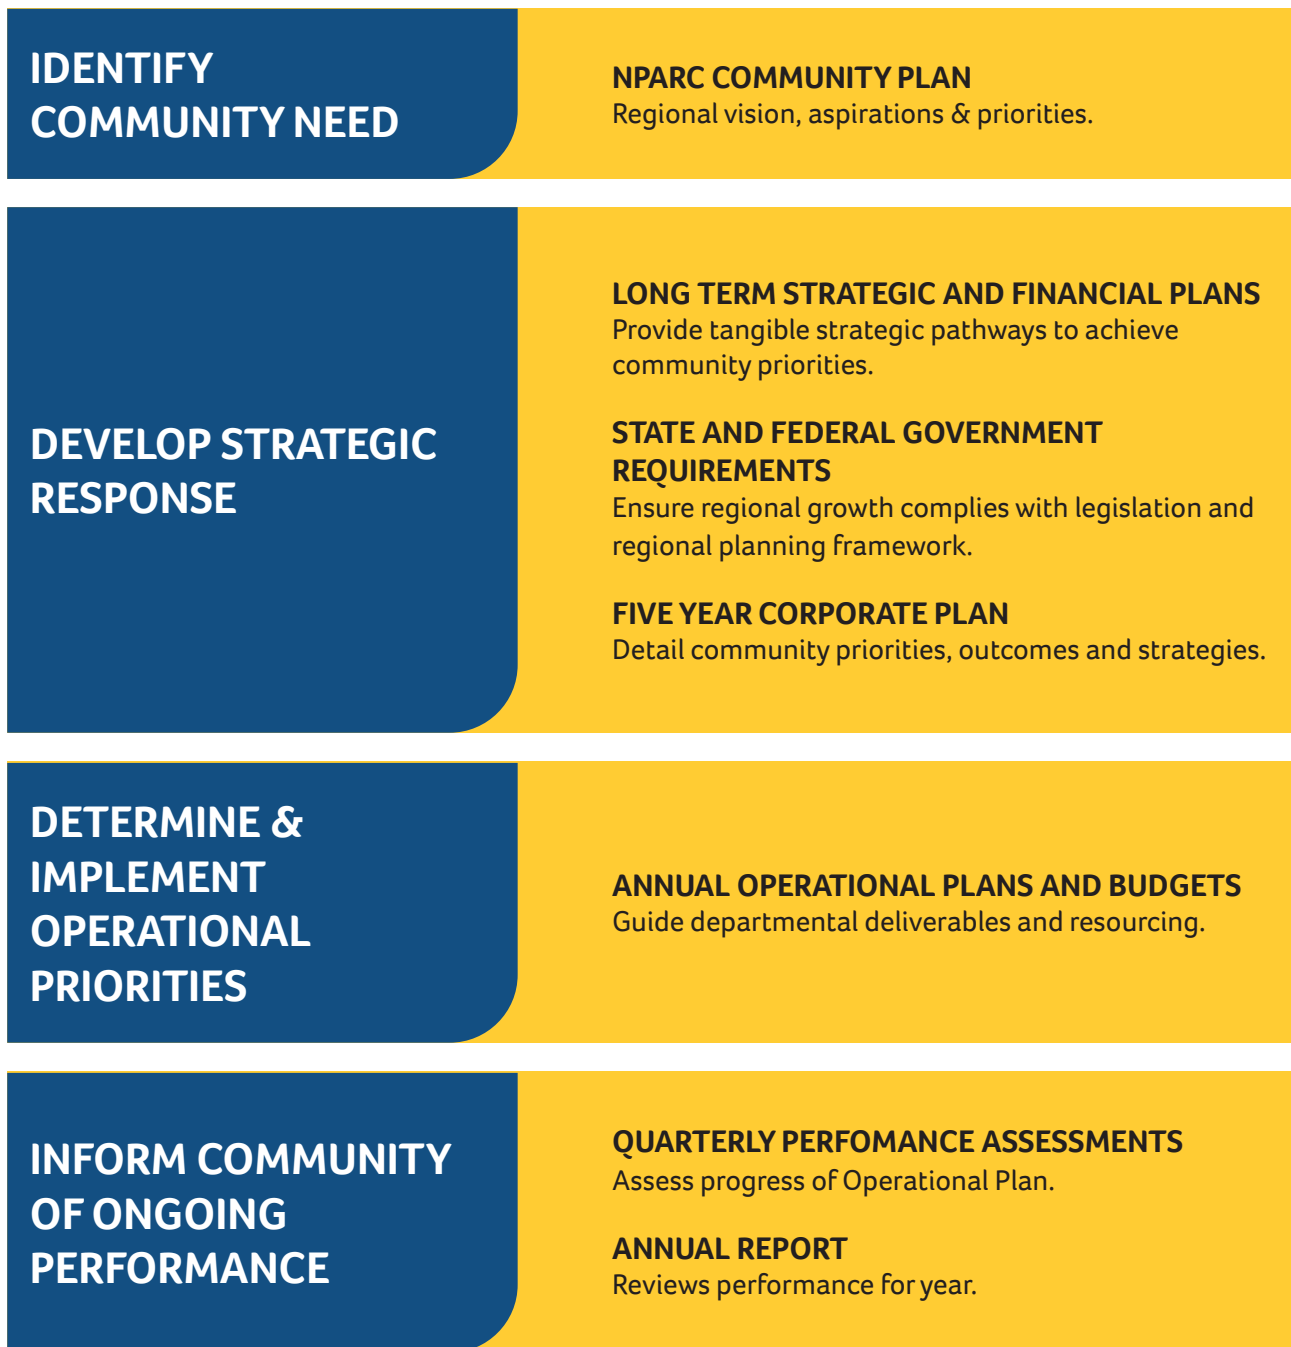 IDENTIFY
COMMUNITY NEED
NPARC COMMUNITY PLAN
Regional vision, aspirations & priorities.
DEVELOP STRATEGIC
RESPONSE
LONG TERM STRATEGIC AND FINANCIAL PLANS
Provide tangible strategic pathways to achieve
community priorities.
STATE AND FEDERAL GOVERNMENT
REQUIREMENTS
Ensure regional growth complies with legislation and
regional planning framework.
FIVE YEAR CORPORATE PLAN
Detail community priorities, outcomes and strategies.
DETERMINE &
IMPLEMENT
OPERATIONAL
PRIORITIES
ANNUAL OPERATIONAL PLANS AND BUDGETS
Guide departmental deliverables and resourcing.
INFORM COMMUNITY
OF ONGOING
PERFORMANCE
QUARTERLY PERFOMANCE ASSESSMENTS
Assess progress of Operational Plan.
ANNUAL REPORT
Reviews performance for year.